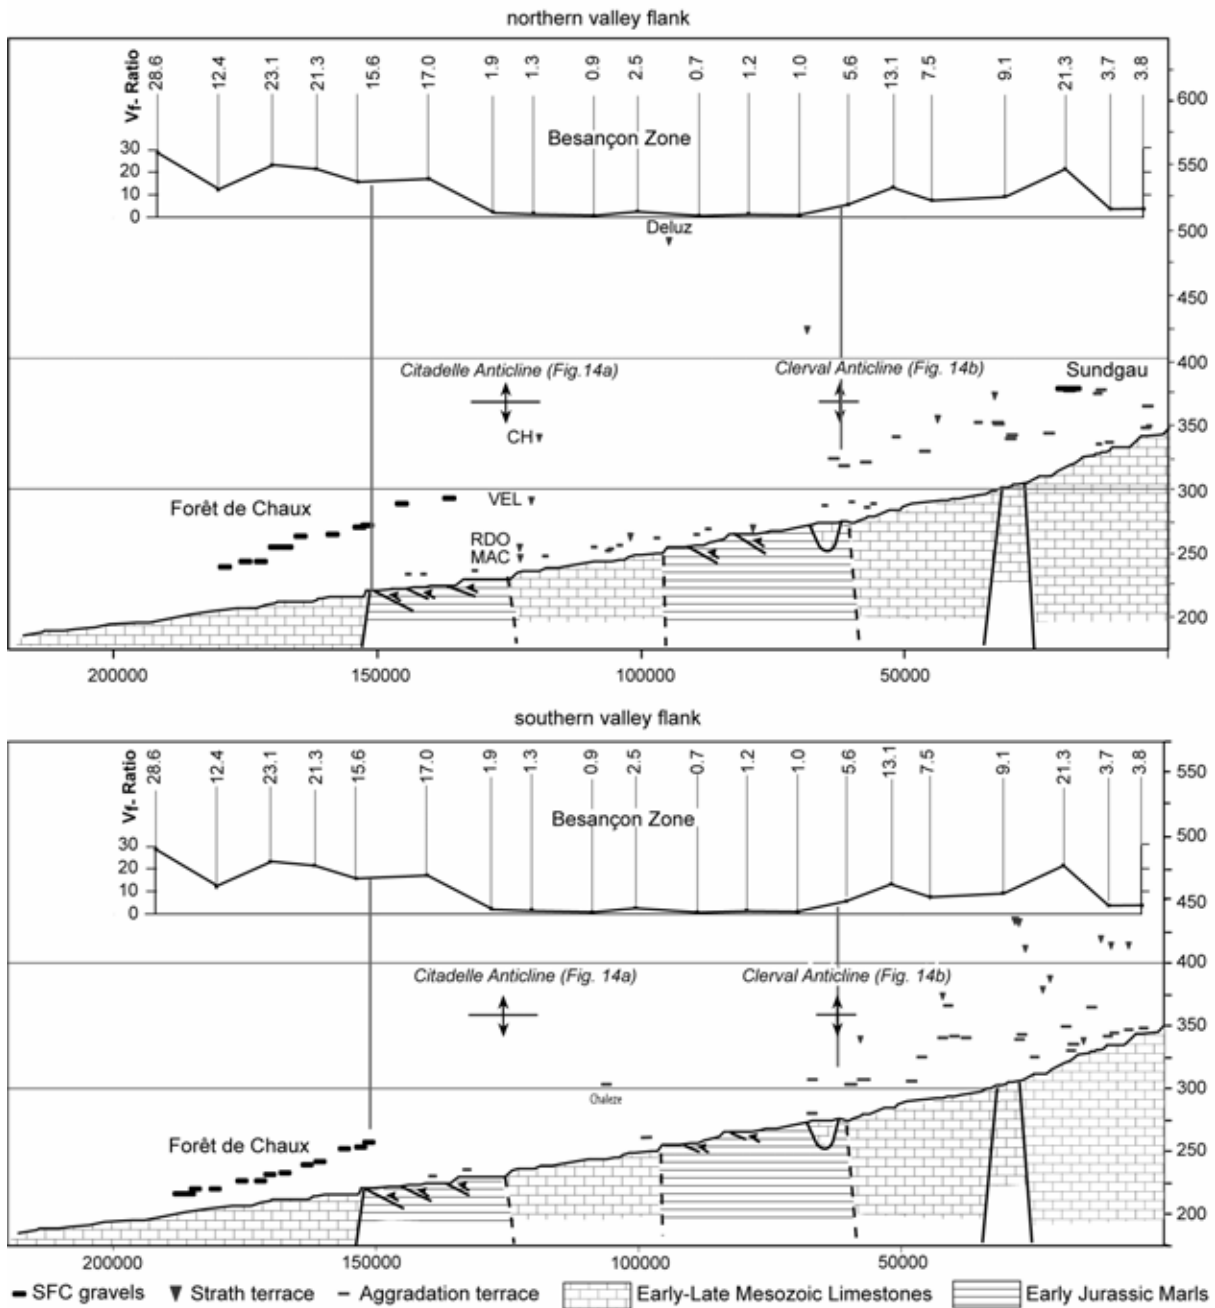 northern valley flank
Vf- Ratio
28.6 12.4 23.1 21.3 15.6 17.0 1.9 1.3 0.9 2.5 0.7 1.2 1.0 5.6 13.1 7.5 9.1 21.3 3.7 3.8
600
Besançon Zone
30
20
10
0
550
500
Deluz
450
400
Citadelle Anticline (Fig.14a)
Clerval Anticline (Fig. 14b)
Sundgau
350
CH
300
VEL
Forêt de Chaux
RDO
MAC
250
200
200000 150000 100000 50000
southern valley flank
Vf- Ratio
28.6 12.4 23.1 21.3 15.6 17.0 1.9 1.3 0.9 2.5 0.7 1.2 1.0 5.6 13.1 7.5 9.1 21.3 3.7 3.8
550
Besançon Zone
30
20
10
0
500
450
400
Citadelle Anticline (Fig. 14a)
Clerval Anticline (Fig. 14b)
350
300
Chaleze
Forêt de Chaux
250
200
200000 150000 100000 50000
SFC gravels Strath terrace Aggradation terrace Early-Late Mesozoic Limestones Early Jurassic Marls